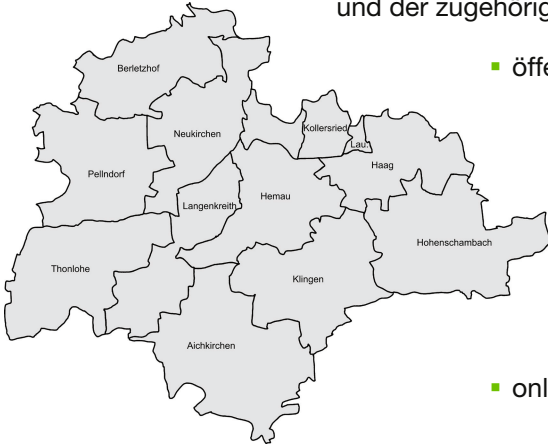 und der zugehörig
öffe
Berletzhof
Kollersried
Neukirchen
Lau.
Haag
Pellndorf
Hemau
Langenkreith
Hohenschambach
Thonlohe
Klingen
Aichkirchen
onl